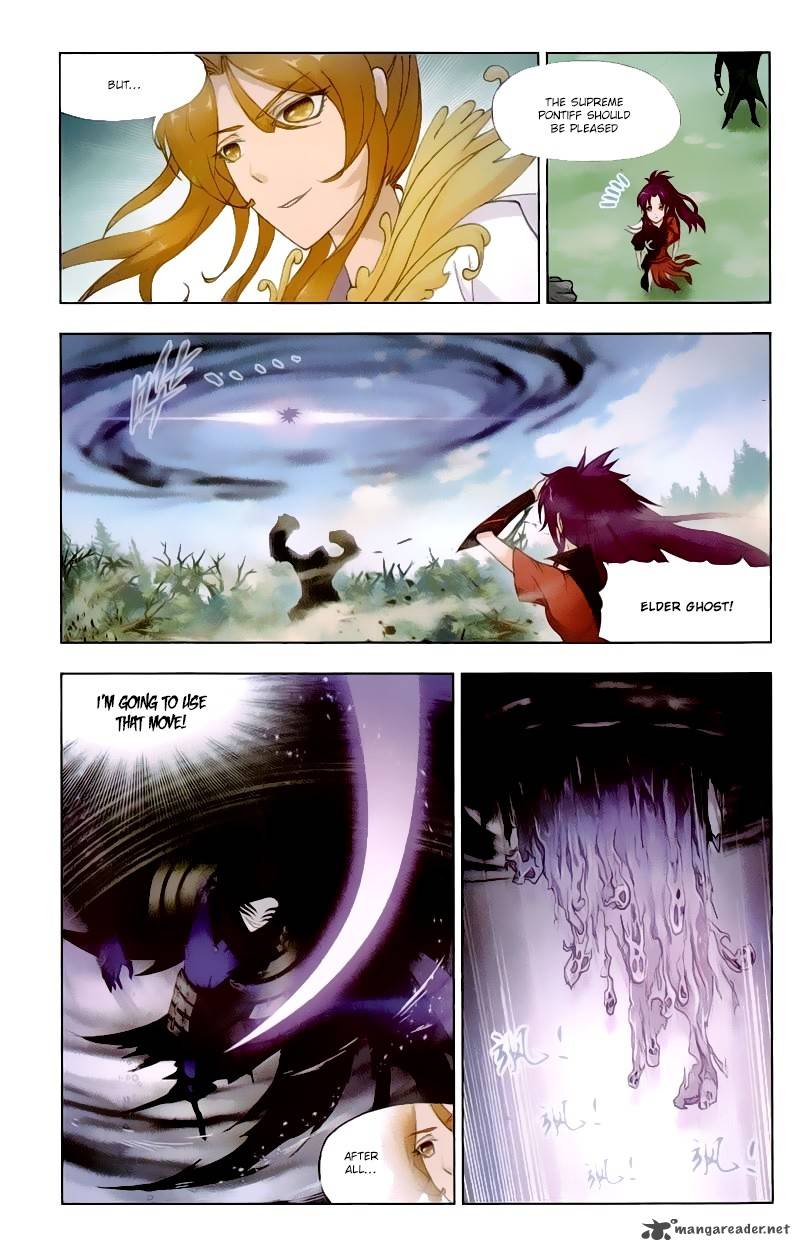 BUT...
THE SUPREME
PONTIFF SHOULD
BE PLEASED
ELDER GHOST!
I'M GOING TO USE
THAT MOVE!
AFTER
ALL...
飒!
飒!
飒!
mangareader.net